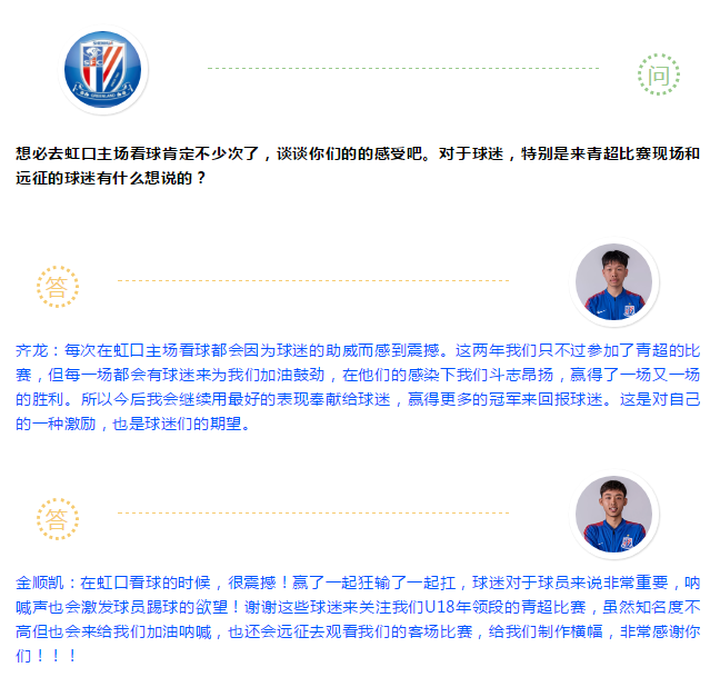 问
想必去虹口主场看球肯定不少次了，谈谈你们的的感受吧。对于球迷，特别是来青超比赛现场和
远征的球迷有什么想说的？
答
齐龙：每次在虹口主场看球都会因为球迷的助威而感到震撼。这两年我们只不过参加了青超的比
赛，但每一场都会有球迷来为我们加油鼓劲，在他们的感染下我们斗志昂扬，赢得了一场又一场
的胜利。所以今后我会继续用最好的表现奉献给球迷，赢得更多的冠军来回报球迷。这是对自己
的一种激励，也是球迷们的期望。
答
金顺凯：在虹口看球的时候，很震撼！赢了一起狂输了一起扛，球迷对于球员来说非常重要，呐
喊声也会激发球员踢球的欲望！谢谢这些球迷来关注我们U18年领段的青超比赛，虽然知名度不
高但也会来给我们加油呐喊，也还会远征去观看我们的客场比赛，给我们制作横幅，非常感谢你
们！！！